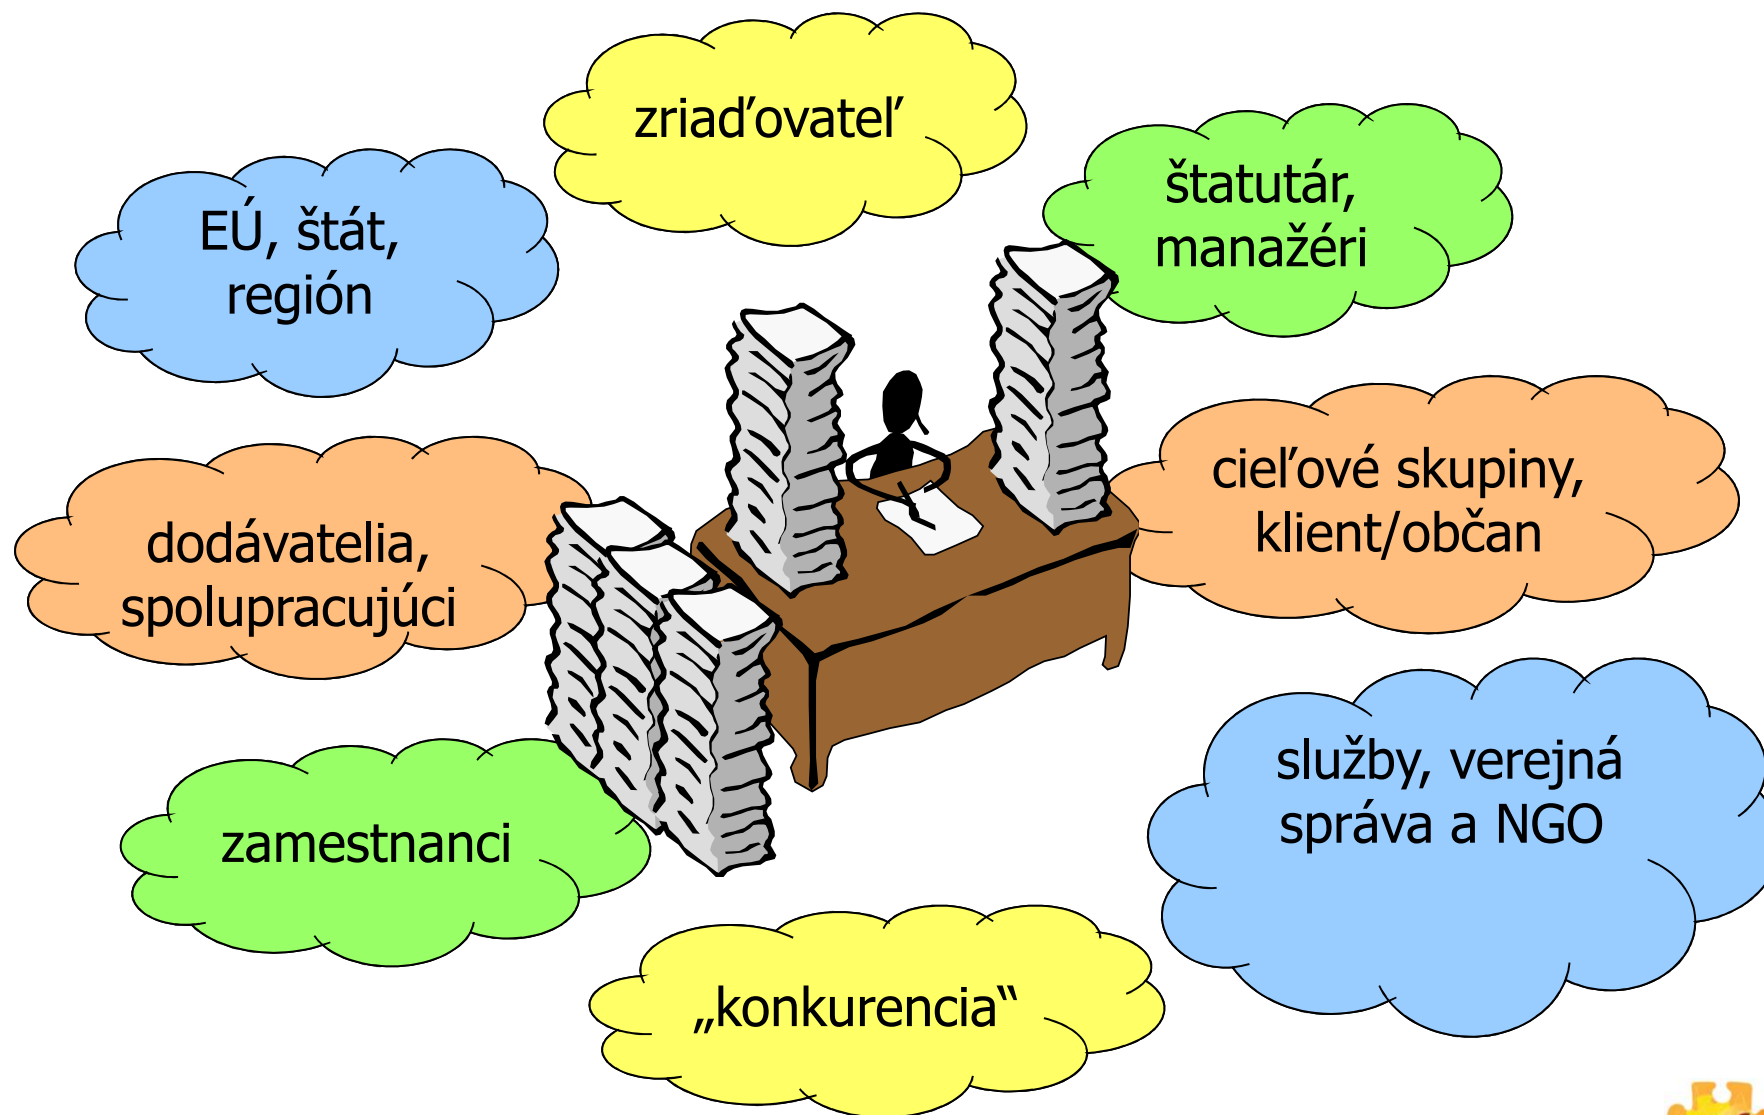 zriaďovateľ
štatutár,
manažéri
EÚ, štát,
región
cieľové skupiny,
klient/občan
dodávatelia,
spolupracujúci
služby, verejná
správa a NGO
zamestnanci
„konkurencia“